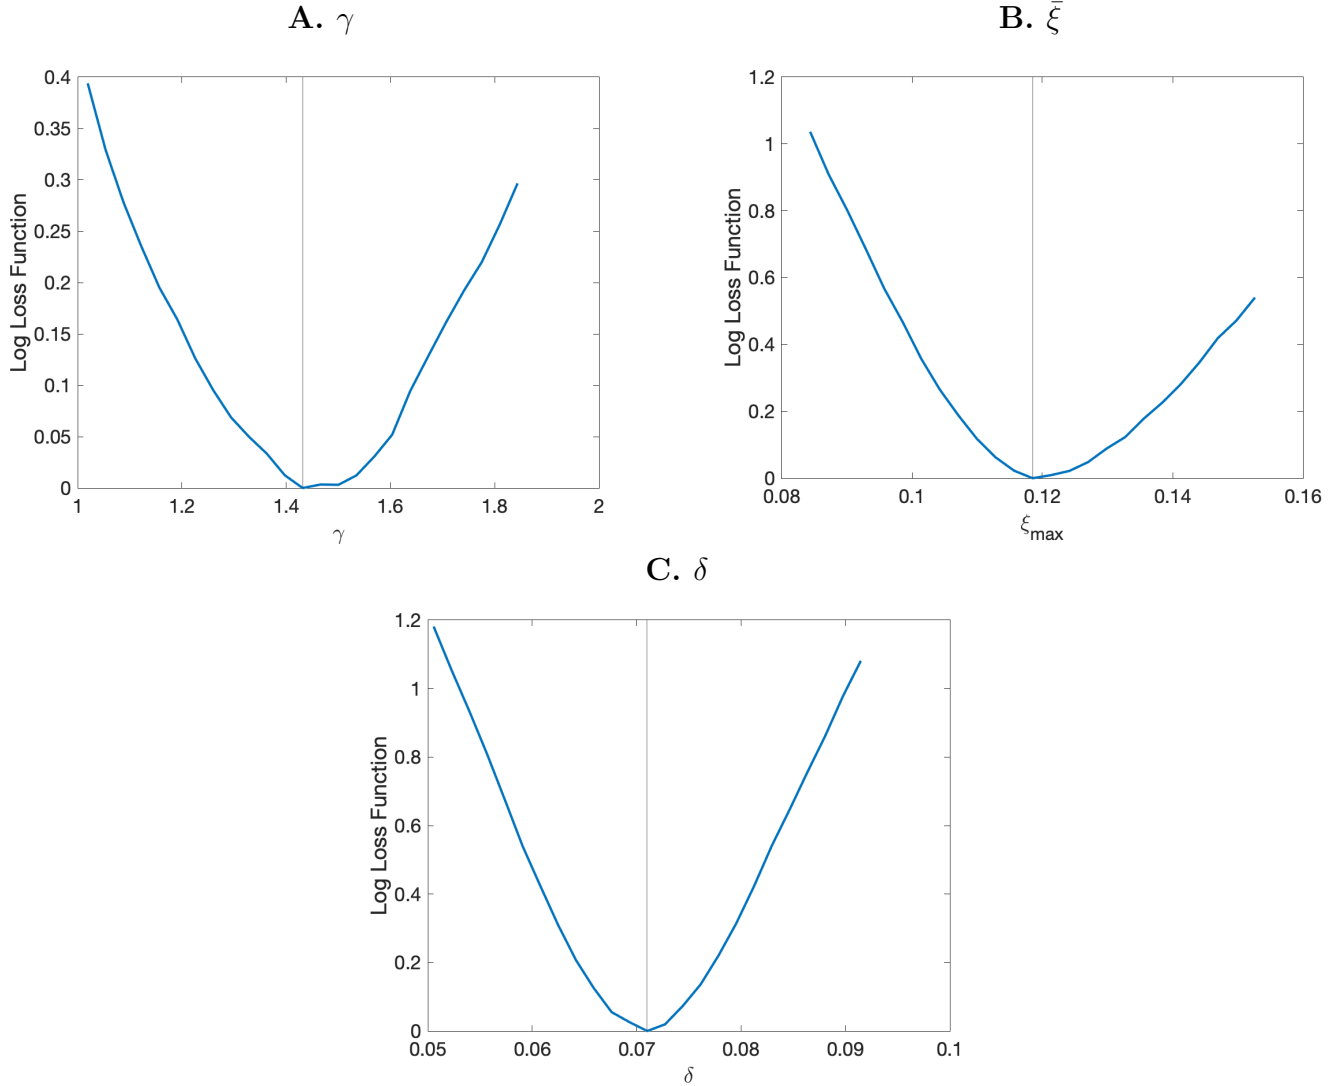 A. γ
0.4
0.35
0.3
0.25
0.2
0.15
0.1
0.05
0
Log Loss Function
1 1.2 1.4 1.6 1.8 2
γ
B. ξ̄
1.2
1
0.8
0.6
0.4
0.2
0
Log Loss Function
0.08 0.1 0.12 0.14 0.16
ξmax
C. δ
1.2
1
0.8
0.6
0.4
0.2
0
Log Loss Function
0.05 0.06 0.07 0.08 0.09 0.1
δ